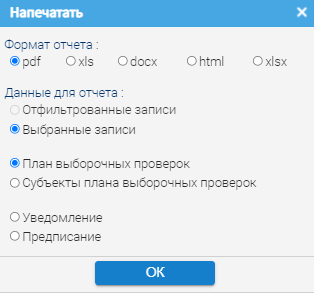 Напечатать
Формат отчета :
pdf xls docx html xlsx
Данные для отчета :
Отфильтрованные записи
Выбранные записи
План выборочных проверок
Субъекты плана выборочных проверок
Уведомление
Предписание
OK